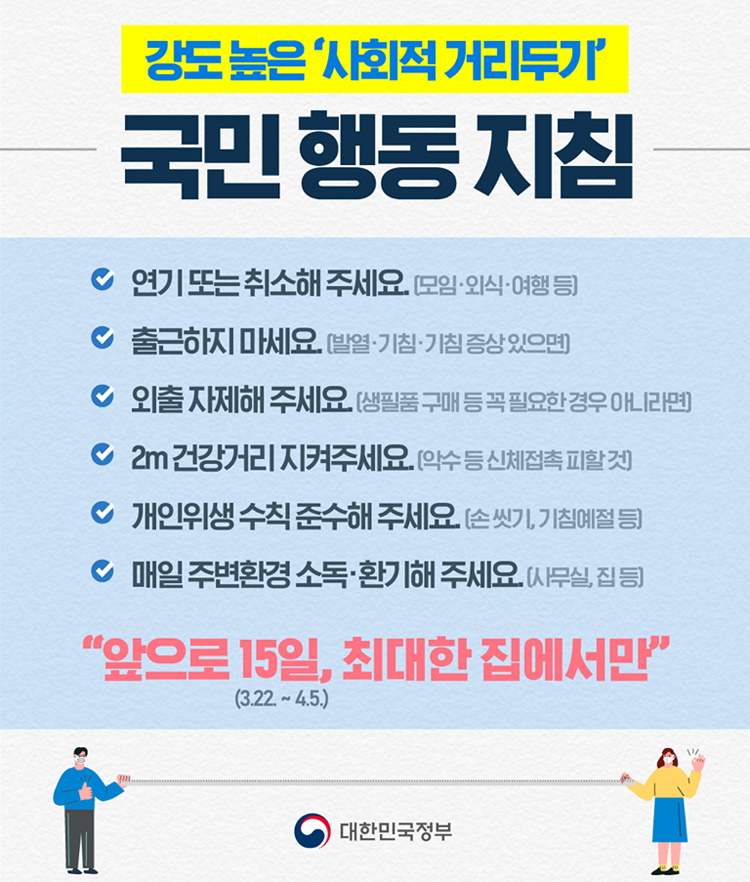 강도 높은 ‘사회적 거리두기’
국민 행동 지침
연기 또는 취소해 주세요. (모임·외식·여행 등)
출근하지 마세요. (발열·기침·기침 증상 있으면)
외출 자제해 주세요. (생필품 구매 등 꼭 필요한 경우 아니라면)
2m 건강거리 지켜주세요. (악수 등 신체접촉 피할 것)
개인위생 수칙 준수해 주세요. (손 씻기, 기침예절 등)
매일 주변환경 소독·환기해 주세요. (사무실, 집 등)
“앞으로 15일, 최대한 집에서만”
(3.22. ~ 4.5.)
대한민국정부